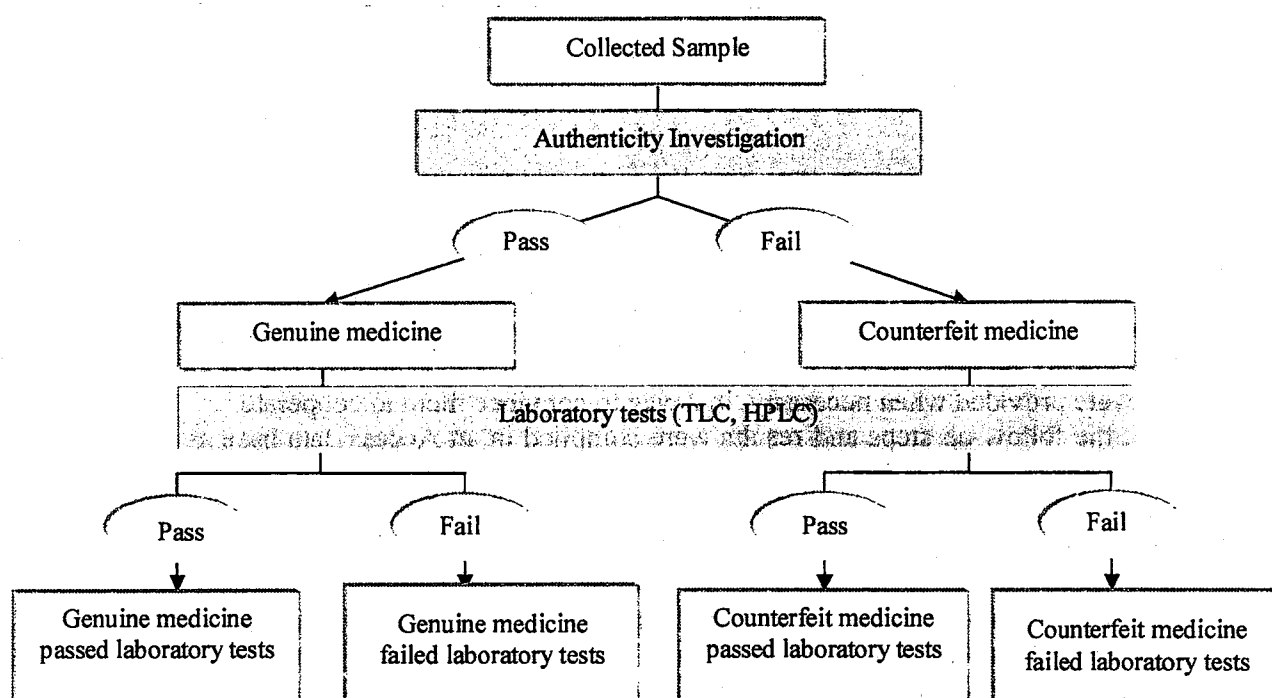 Collected Sample
Authenticity Investigation
Pass
Fail
Genuine medicine
Counterfeit medicine
Laboratory tests (TLC, HPLC)
Pass
Fail
Pass
Fail
Genuine medicine
passed laboratory tests
Genuine medicine
failed laboratory tests
Counterfeit medicine
passed laboratory tests
Counterfeit medicine
failed laboratory tests